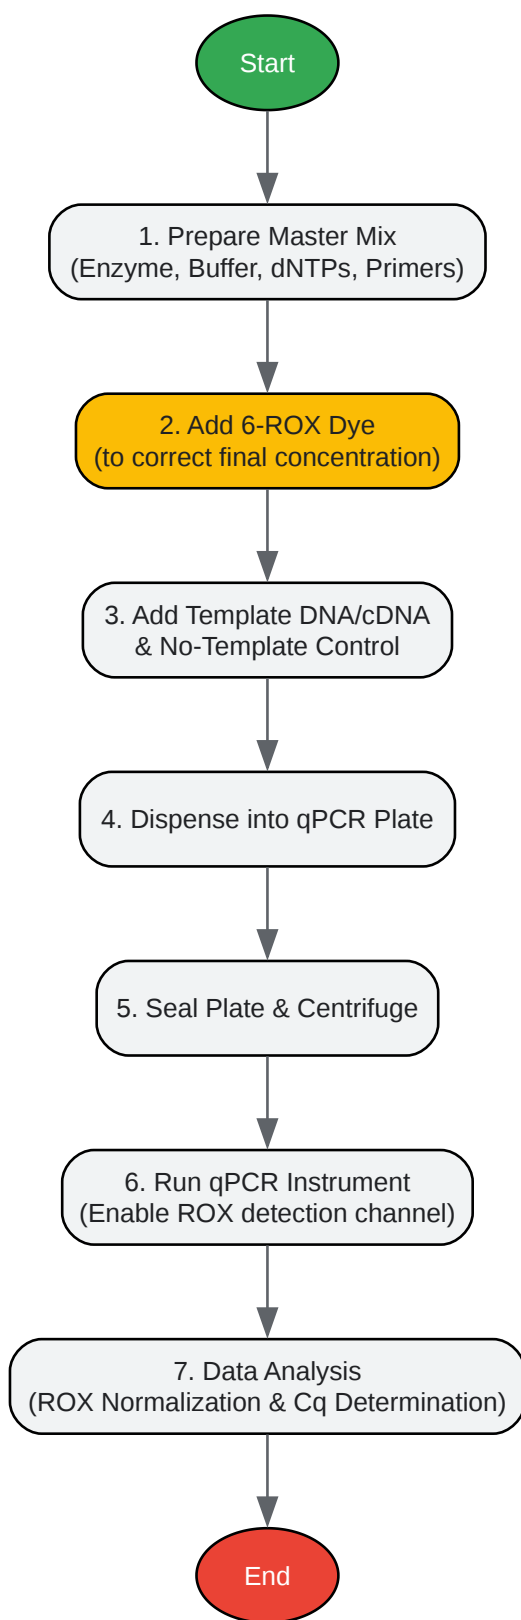 Start
1. Prepare Master Mix
(Enzyme, Buffer, dNTPs, Primers)
2. Add 6-ROX Dye
(to correct final concentration)
3. Add Template DNA/cDNA
& No-Template Control
4. Dispense into qPCR Plate
5. Seal Plate & Centrifuge
6. Run qPCR Instrument
(Enable ROX detection channel)
7. Data Analysis
(ROX Normalization & Cq Determination)
End